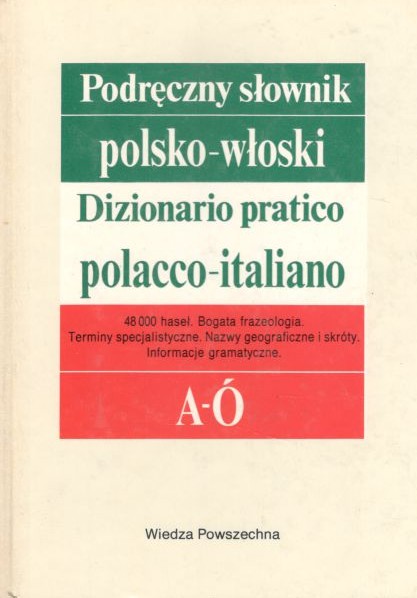 Podręczny słownik
polsko-włoski
Dizionario pratico
polacco-italiano
48 000 haseł. Bogata frazeologia.
Terminy specjalistyczne. Nazwy geograficzne i skróty.
Informacje gramatyczne.
A-Ó
Wiedza Powszechna